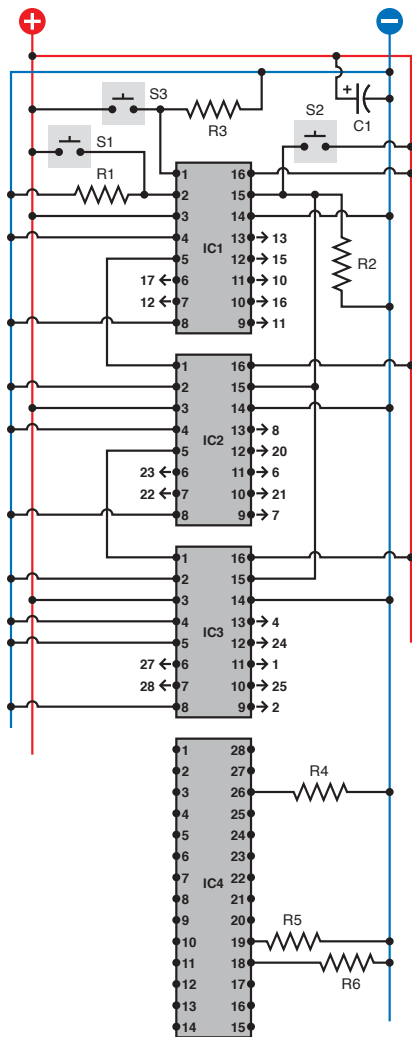 + −
S3
+
R3
S2
C1
S1
R1
1 16
2 15
3 14
4 IC1 13 → 13
5 12 → 15
17 ← 6 11 → 10
12 ← 7 10 → 16
8 9 → 11
R2
1 16
2 15
3 14
4 13 → 8
5 IC2 12 → 20
23 ← 6 11 → 6
22 ← 7 10 → 21
8 9 → 7
1 16
2 15
3 14
4 IC3 13 → 4
5 12 → 24
27 ← 6 11 → 1
28 ← 7 10 → 25
8 9 → 2
1 28
2 27
3 26
R4
4 25
5 24
6 23
7 IC4 22
8 21
9 20
10 19
R5
11 18
R6
12 17
13 16
14 15